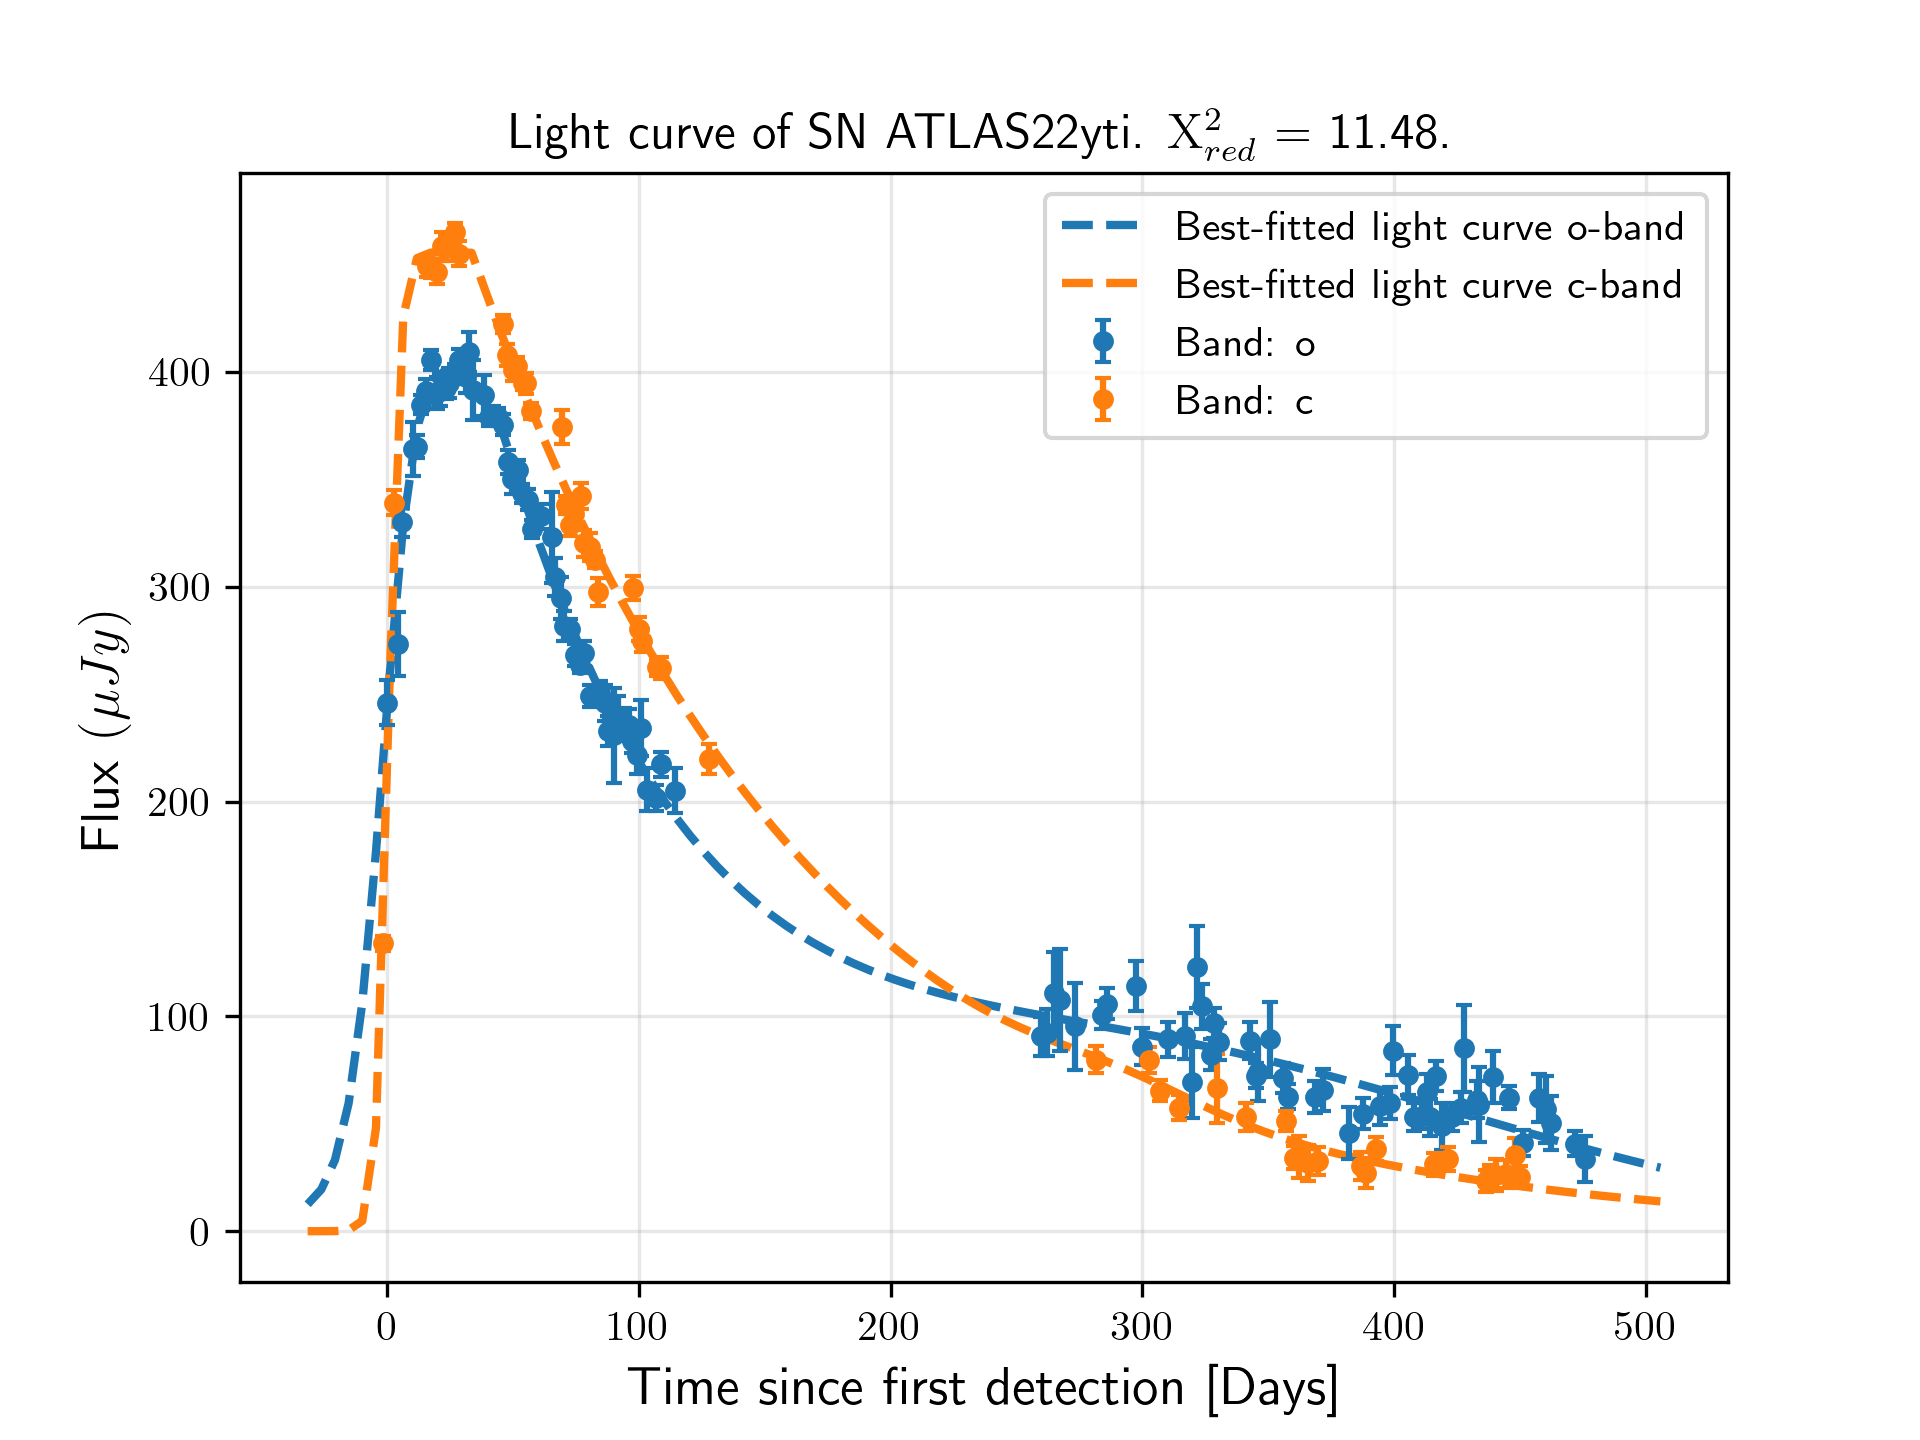 Light curve of SN ATLAS22yti. X²_red = 11.48.
Best-fitted light curve o-band
Best-fitted light curve c-band
Band: o
Band: c
Flux (μJy)
400
300
200
100
0
0 100 200 300 400 500
Time since first detection [Days]